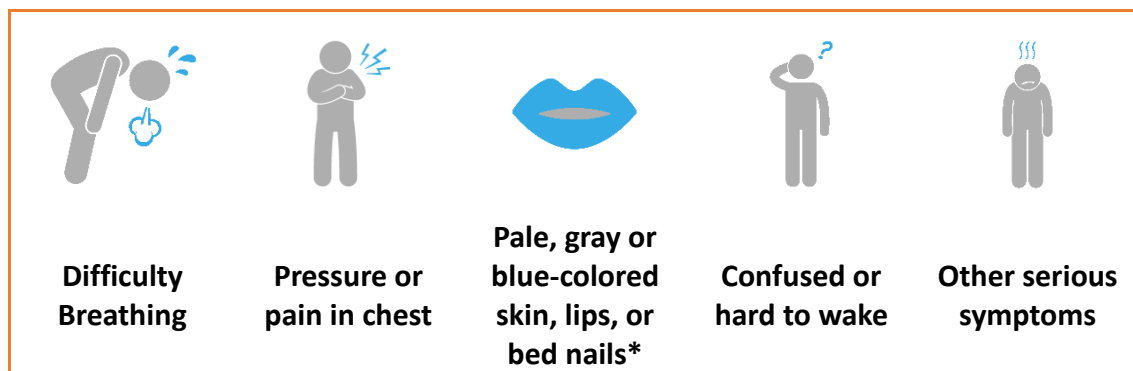 Difficulty
Breathing
Pressure or
pain in chest
Pale, gray or
blue-colored
skin, lips, or
bed nails*
Confused or
hard to wake
Other serious
symptoms